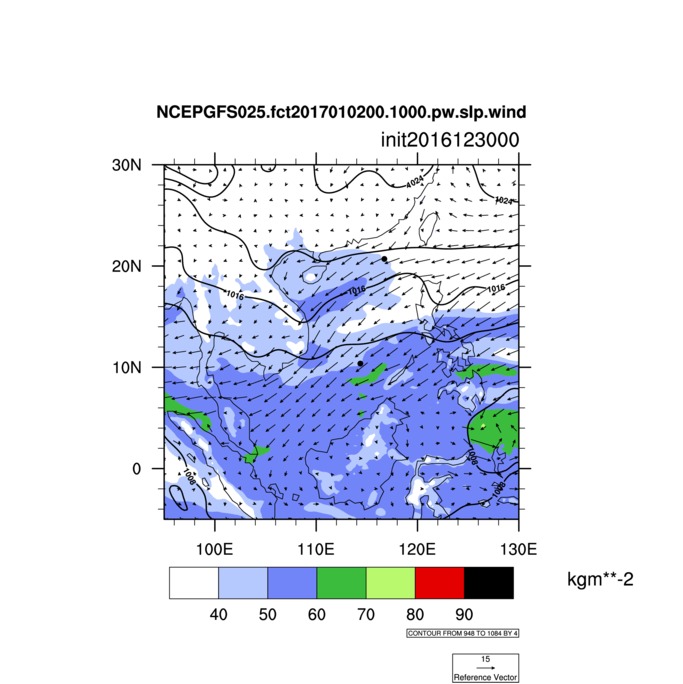 NCEPGFS025.fct2017010200.1000.pw.slp.wind
init2016123000
30N
1024
1024
20N
1016
1016
1016
10N
0
1008
1008
1008
100E 110E 120E 130E
kgm**-2
40 50 60 70 80 90
CONTOUR FROM 948 TO 1084 BY 4
15
Reference Vector